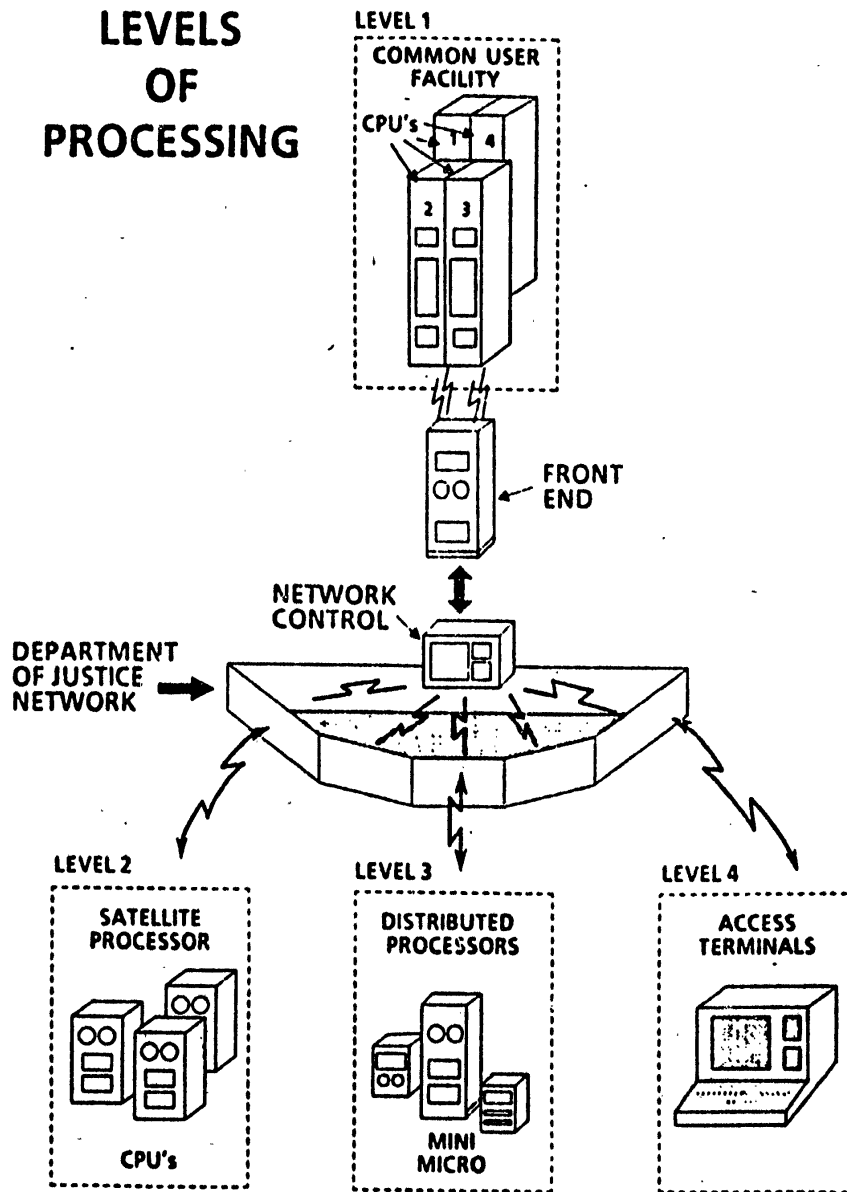 LEVELS
OF
PROCESSING
LEVEL 1
COMMON USER
FACILITY
CPU's
1 4
2 3
FRONT
END
NETWORK
CONTROL
DEPARTMENT
OF JUSTICE
NETWORK
LEVEL 2
SATELLITE
PROCESSOR
CPU's
LEVEL 3
DISTRIBUTED
PROCESSORS
MINI
MICRO
LEVEL 4
ACCESS
TERMINALS